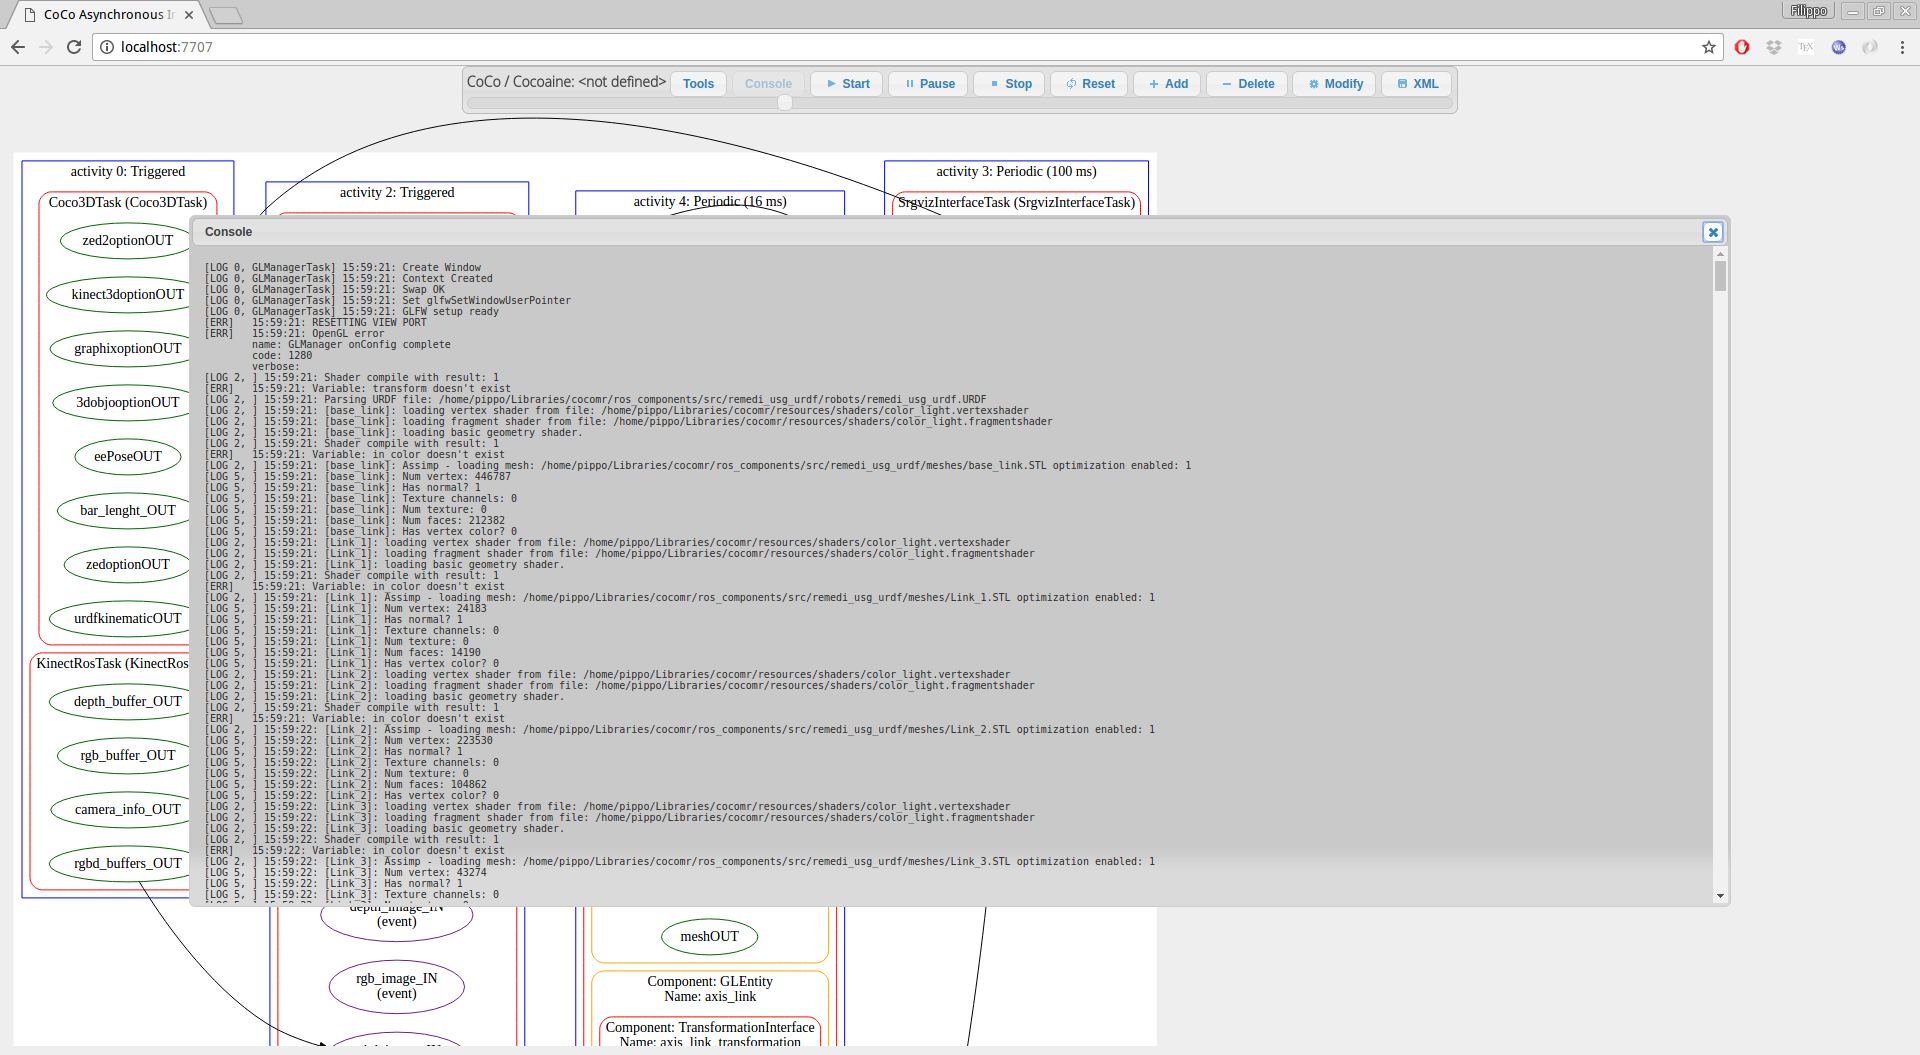 CoCo Asynchronous
Filippo
localhost:7707
CoCo / Cocoaine: <not defined>
Tools
Console
Start
Pause
Stop
Reset
Add
Delete
Modify
XML
activity 0: Triggered
Coco3DTask (Coco3DTask)
zed2optionOUT
kinect3doptionOUT
graphixoptionOUT
3dobjooptionOUT
eePoseOUT
bar_lenght_OUT
zedoptionOUT
urdfkinematicOUT
KinectRosTask (KinectRos
depth_buffer_OUT
rgb_buffer_OUT
camera_info_OUT
rgbd_buffers_OUT
activity 2: Triggered
activity 4: Periodic (16 ms)
activity 3: Periodic (100 ms)
SrgvizInterfaceTask (SrgvizInterfaceTask)
Console
[LOG 0, GLManagerTask] 15:59:21: Create Window
[LOG 0, GLManagerTask] 15:59:21: Context Created
[LOG 0, GLManagerTask] 15:59:21: Swap OK
[LOG 0, GLManagerTask] 15:59:21: Set glfwSetWindowUserPointer
[LOG 0, GLManagerTask] 15:59:21: GLFW setup ready
[ERR]   15:59:21: RESETTING VIEW PORT
[ERR]   15:59:21: OpenGL error
name: GLManager onConfig complete
code: 1280
verbose:
[LOG 2, ] 15:59:21: Shader compile with result: 1
[ERR]   15:59:21: Variable: transform doesn't exist
[LOG 2, ] 15:59:21: Parsing URDF file: /home/pippo/Libraries/cocomr/ros_components/src/remedi_usg_urdf/robots/remedi_usg_urdf.URDF
[LOG 2, ] 15:59:21: [base_link]: loading vertex shader from file: /home/pippo/Libraries/cocomr/resources/shaders/color_light.vertexshader
[LOG 2, ] 15:59:21: [base_link]: loading fragment shader from file: /home/pippo/Libraries/cocomr/resources/shaders/color_light.fragmentshader
[LOG 2, ] 15:59:21: [base_link]: loading basic geometry shader.
[LOG 2, ] 15:59:21: Shader compile with result: 1
[ERR]   15:59:21: Variable: in_color doesn't exist
[LOG 2, ] 15:59:21: [base_link]: Assimp - loading mesh: /home/pippo/Libraries/cocomr/ros_components/src/remedi_usg_urdf/meshes/base_link.STL optimization enabled: 1
[LOG 5, ] 15:59:21: [base_link]: Num vertex: 446787
[LOG 5, ] 15:59:21: [base_link]: Has normal? 1
[LOG 5, ] 15:59:21: [base_link]: Texture channels: 0
[LOG 5, ] 15:59:21: [base_link]: Num texture: 0
[LOG 5, ] 15:59:21: [base_link]: Num faces: 212382
[LOG 5, ] 15:59:21: [base_link]: Has vertex color? 0
[LOG 2, ] 15:59:21: [Link_1]: loading vertex shader from file: /home/pippo/Libraries/cocomr/resources/shaders/color_light.vertexshader
[LOG 2, ] 15:59:21: [Link_1]: loading fragment shader from file: /home/pippo/Libraries/cocomr/resources/shaders/color_light.fragmentshader
[LOG 2, ] 15:59:21: [Link_1]: loading basic geometry shader.
[LOG 2, ] 15:59:21: Shader compile with result: 1
[ERR]   15:59:21: Variable: in_color doesn't exist
[LOG 2, ] 15:59:21: [Link_1]: Assimp - loading mesh: /home/pippo/Libraries/cocomr/ros_components/src/remedi_usg_urdf/meshes/Link_1.STL optimization enabled: 1
[LOG 5, ] 15:59:21: [Link_1]: Num vertex: 24183
[LOG 5, ] 15:59:21: [Link_1]: Has normal? 1
[LOG 5, ] 15:59:21: [Link_1]: Texture channels: 0
[LOG 5, ] 15:59:21: [Link_1]: Num texture: 0
[LOG 5, ] 15:59:21: [Link_1]: Num faces: 14190
[LOG 5, ] 15:59:21: [Link_1]: Has vertex color? 0
[LOG 2, ] 15:59:21: [Link_2]: loading vertex shader from file: /home/pippo/Libraries/cocomr/resources/shaders/color_light.vertexshader
[LOG 2, ] 15:59:21: [Link_2]: loading fragment shader from file: /home/pippo/Libraries/cocomr/resources/shaders/color_light.fragmentshader
[LOG 2, ] 15:59:21: [Link_2]: loading basic geometry shader.
[LOG 2, ] 15:59:21: Shader compile with result: 1
[ERR]   15:59:21: Variable: in_color doesn't exist
[LOG 2, ] 15:59:22: [Link_2]: Assimp - loading mesh: /home/pippo/Libraries/cocomr/ros_components/src/remedi_usg_urdf/meshes/Link_2.STL optimization enabled: 1
[LOG 5, ] 15:59:22: [Link_2]: Num vertex: 223530
[LOG 5, ] 15:59:22: [Link_2]: Has normal? 1
[LOG 5, ] 15:59:22: [Link_2]: Texture channels: 0
[LOG 5, ] 15:59:22: [Link_2]: Num texture: 0
[LOG 5, ] 15:59:22: [Link_2]: Num faces: 104862
[LOG 5, ] 15:59:22: [Link_2]: Has vertex color? 0
[LOG 2, ] 15:59:22: [Link_3]: loading vertex shader from file: /home/pippo/Libraries/cocomr/resources/shaders/color_light.vertexshader
[LOG 2, ] 15:59:22: [Link_3]: loading fragment shader from file: /home/pippo/Libraries/cocomr/resources/shaders/color_light.fragmentshader
[LOG 2, ] 15:59:22: [Link_3]: loading basic geometry shader.
[LOG 2, ] 15:59:22: Shader compile with result: 1
[ERR]   15:59:22: Variable: in_color doesn't exist
[LOG 2, ] 15:59:22: [Link_3]: Assimp - loading mesh: /home/pippo/Libraries/cocomr/ros_components/src/remedi_usg_urdf/meshes/Link_3.STL optimization enabled: 1
[LOG 5, ] 15:59:22: [Link_3]: Num vertex: 43274
[LOG 5, ] 15:59:22: [Link_3]: Has normal? 1
[LOG 5, ] 15:59:22: [Link_3]: Texture channels: 0
depth_image_IN
(event)
rgb_image_IN
(event)
meshOUT
Component: GLEntity
Name: axis_link
Component: TransformationInterface
Name: axis_link_transformation